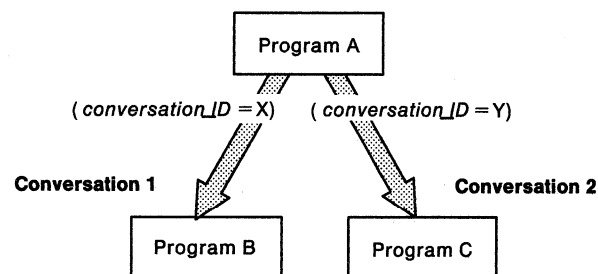 Program A
( conversation_ID = X) ( conversation_ID = Y)
Conversation 1 Conversation 2
Program B Program C